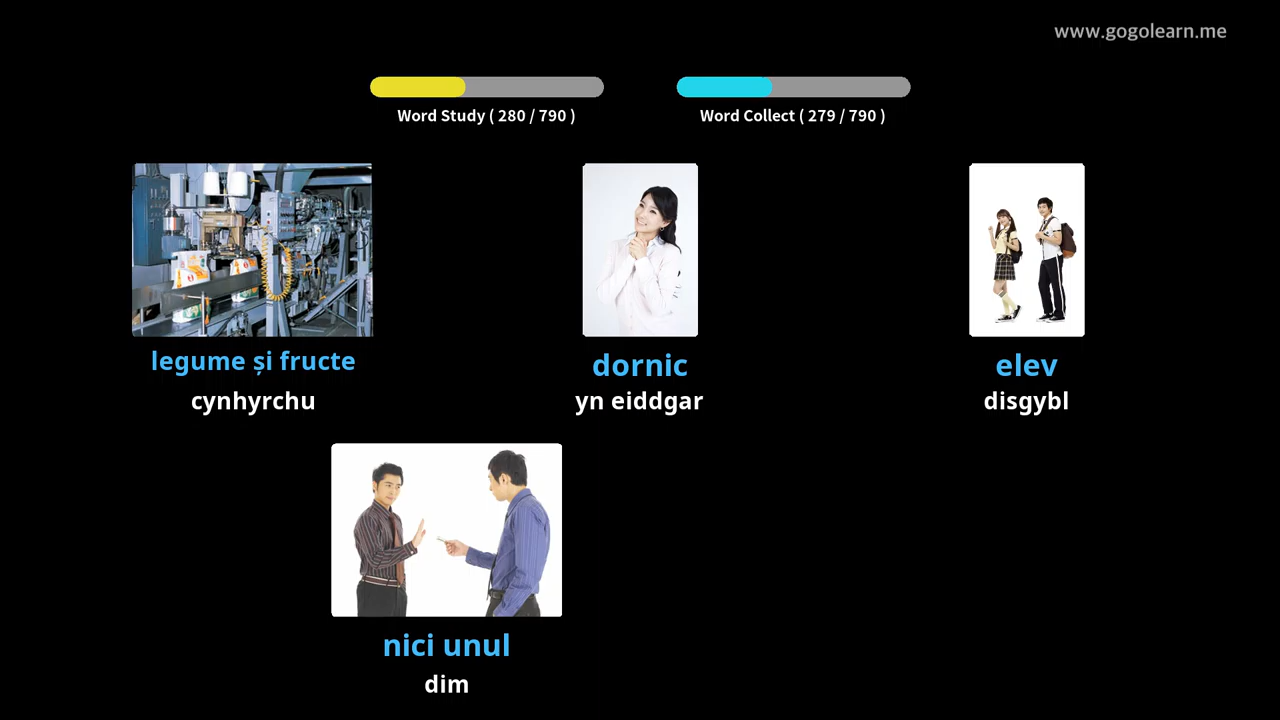 www.gogolearn.me
Word Study ( 280 / 790 )
Word Collect ( 279 / 790 )
legume și fructe
cynhyrchu
dornic
yn eiddgar
elev
disgybl
nici unul
dim